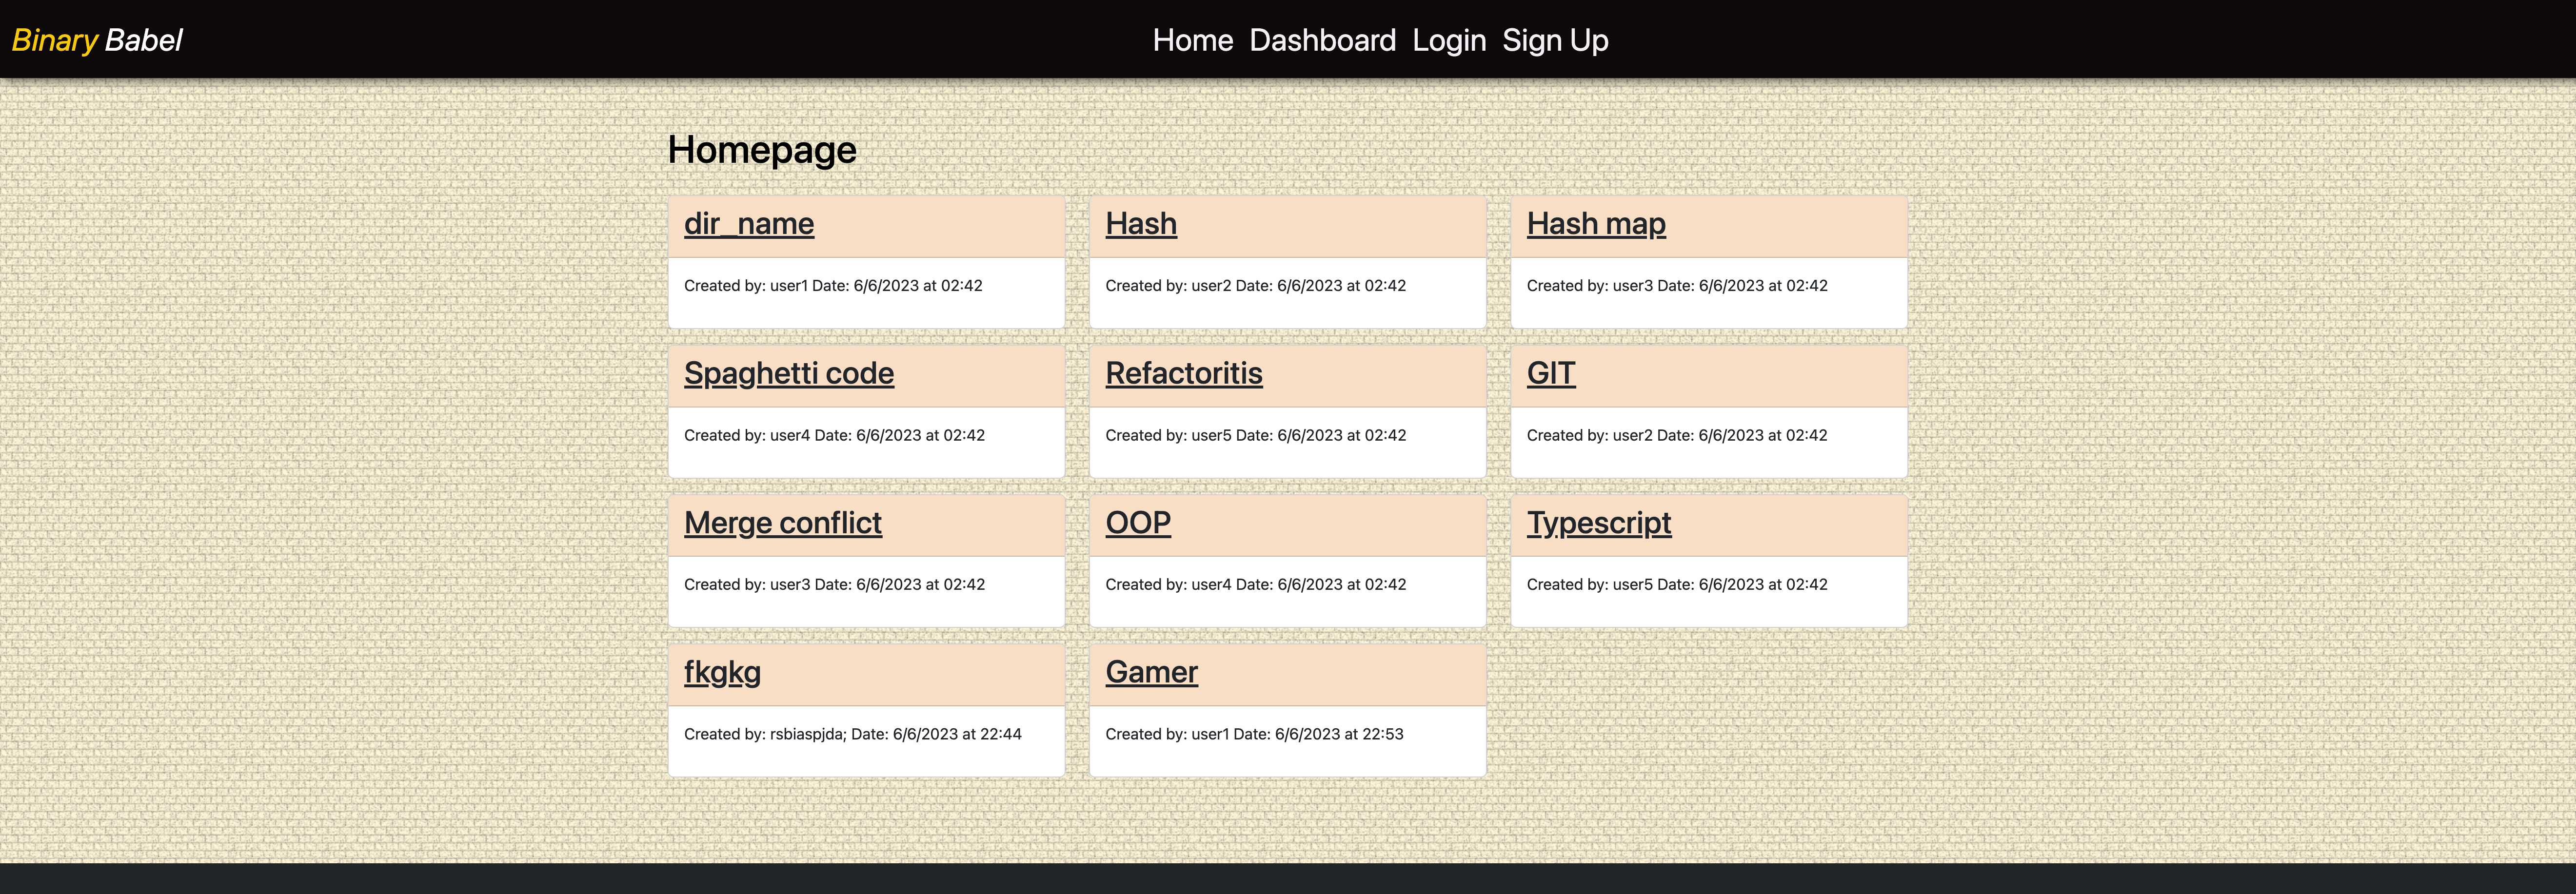 Binary Babel
Home Dashboard Login Sign Up
Homepage
dir_name
Created by: user1 Date: 6/6/2023 at 02:42
Hash
Created by: user2 Date: 6/6/2023 at 02:42
Hash map
Created by: user3 Date: 6/6/2023 at 02:42
Spaghetti code
Created by: user4 Date: 6/6/2023 at 02:42
Refactoritis
Created by: user5 Date: 6/6/2023 at 02:42
GIT
Created by: user2 Date: 6/6/2023 at 02:42
Merge conflict
Created by: user3 Date: 6/6/2023 at 02:42
OOP
Created by: user4 Date: 6/6/2023 at 02:42
Typescript
Created by: user5 Date: 6/6/2023 at 02:42
fkgkg
Created by: rsbiaspjda; Date: 6/6/2023 at 22:44
Gamer
Created by: user1 Date: 6/6/2023 at 22:53